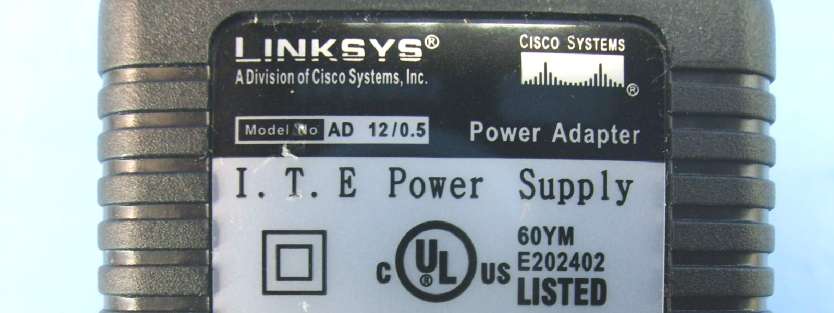 LINKSYS®
A Division of Cisco Systems, Inc.
CISCO SYSTEMS
®
Model No AD 12/0.5 Power Adapter
I. T. E Power Supply
C UL® US
60YM
E202402
LISTED